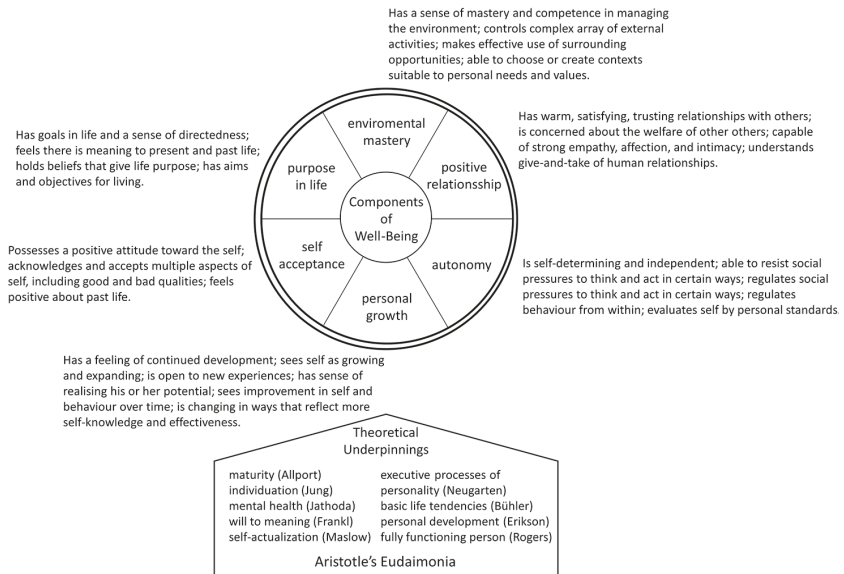 Has a sense of mastery and competence in managing
the environment; controls complex array of external
activities; makes effective use of surrounding
opportunities; able to choose or create contexts
suitable to personal needs and values.
Has warm, satisfying, trusting relationships with others;
is concerned about the welfare of other others; capable
of strong empathy, affection, and intimacy; understands
give-and-take of human relationships.
Has goals in life and a sense of directedness;
feels there is meaning to present and past life;
holds beliefs that give life purpose; has aims
and objectives for living.
enviromental
mastery
purpose
in life
positive
relationsship
Components
of
Well-Being
self
acceptance
autonomy
personal
growth
Possesses a positive attitude toward the self;
acknowledges and accepts multiple aspects of
self, including good and bad qualities; feels
positive about past life.
Is self-determining and independent; able to resist social
pressures to think and act in certain ways; regulates social
pressures to think and act in certain ways; regulates
behaviour from within; evaluates self by personal standards
Has a feeling of continued development; sees self as growing
and expanding; is open to new experiences; has sense of
realising his or her potential; sees improvement in self and
behaviour over time; is changing in ways that reflect more
self-knowledge and effectiveness.
Theoretical
Underpinnings
maturity (Allport)
individuation (Jung)
mental health (Jathoda)
will to meaning (Frankl)
self-actualization (Maslow)
executive processes of
personality (Neugarten)
basic life tendencies (Bühler)
personal development (Erikson)
fully functioning person (Rogers)
Aristotle's Eudaimonia